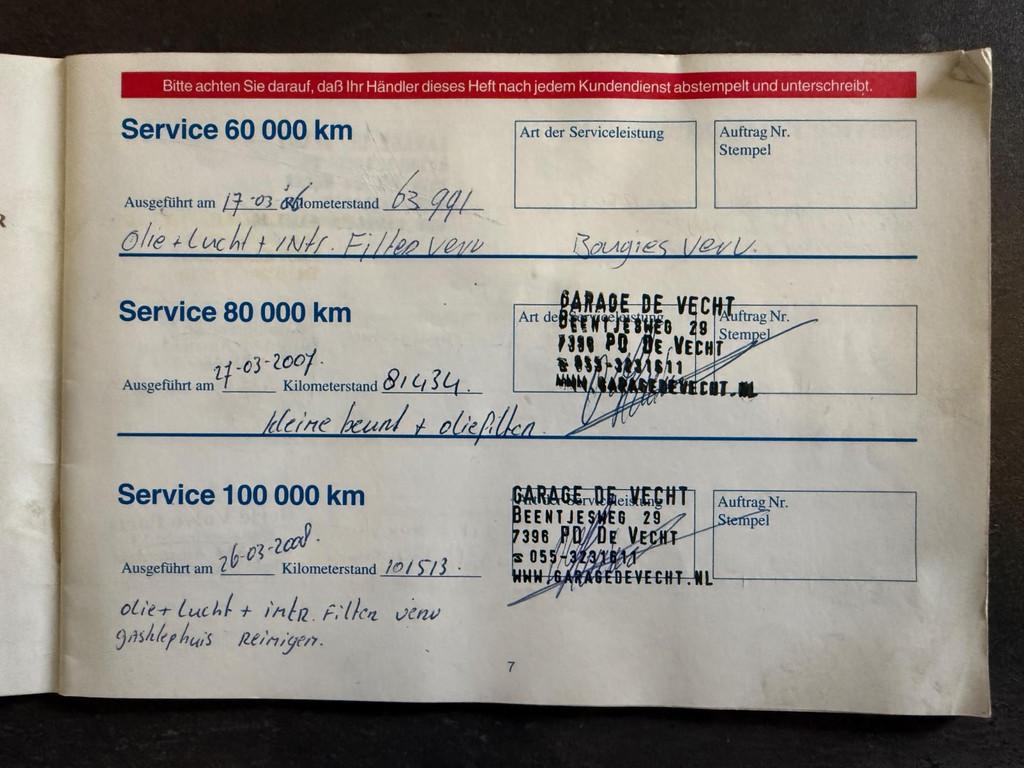 Bitte achten Sie darauf, daß Ihr Händler dieses Heft nach jedem Kundendienst abstempelt und unterschreibt.
Service 60 000 km
Art der Serviceleistung
Auftrag Nr.
Stempel
Ausgeführt am 17-03-06 Kilometerstand 63991
Olie + Lucht + intr. Filter verv Bougies verv.
Service 80 000 km
Art der Serviceleistung
Auftrag Nr.
Stempel
GARAGE DE VECHT
BEENTJESWEG 29
7396 PD DE VECHT
☎ 055-3231611
WWW.GARAGEDEVECHT.NL
Ausgeführt am 27-03-2007. Kilometerstand 81434.
kleine beurt + oliefilter.
Service 100 000 km
Art der Serviceleistung
Auftrag Nr.
Stempel
GARAGE DE VECHT
BEENTJESWEG 29
7396 PD DE VECHT
☎ 055-3231611
WWW.GARAGEDEVECHT.NL
Ausgeführt am 26-03-2008. Kilometerstand 101513.
olie + Lucht + intr. Filter verv
gasklephuis Reinigen.
7